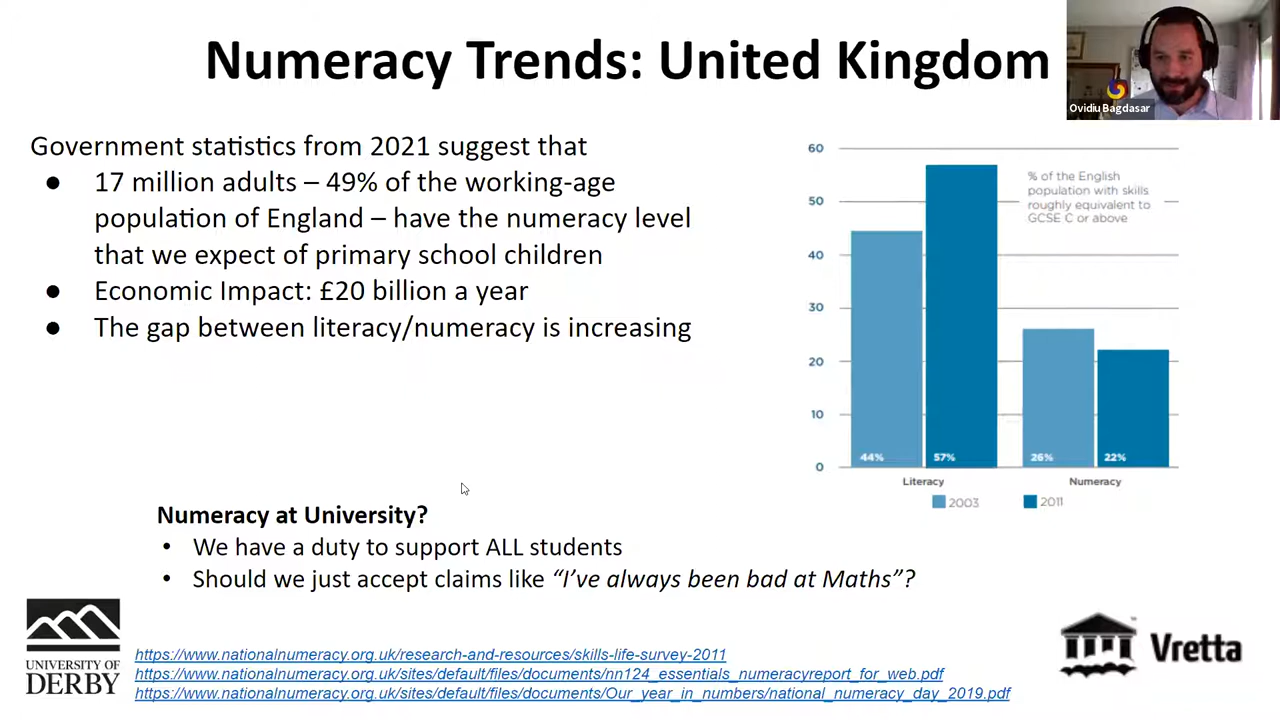 Numeracy Trends: United Kingdom
Ovidiu Bagdasar
Government statistics from 2021 suggest that
● 17 million adults – 49% of the working-age
population of England – have the numeracy level
that we expect of primary school children
● Economic Impact: £20 billion a year
● The gap between literacy/numeracy is increasing
60
50
40
30
20
10
0
% of the English
population with skills
roughly equivalent to
GCSE C or above
44%
57%
26%
22%
Literacy
Numeracy
2003
2011
Numeracy at University?
• We have a duty to support ALL students
• Should we just accept claims like “I’ve always been bad at Maths”?
UNIVERSITY OF
DERBY
https://www.nationalnumeracy.org.uk/research-and-resources/skills-life-survey-2011
https://www.nationalnumeracy.org.uk/sites/default/files/documents/nn124_essentials_numeracyreport_for_web.pdf
https://www.nationalnumeracy.org.uk/sites/default/files/documents/Our_year_in_numbers/national_numeracy_day_2019.pdf
Vretta